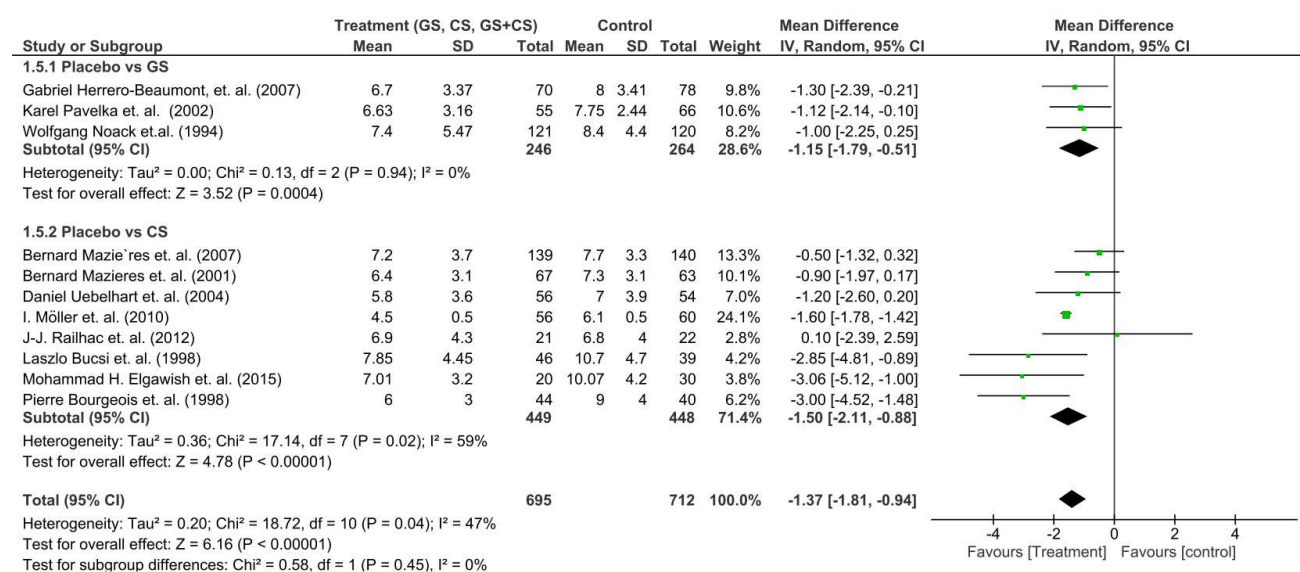 Treatment (GS, CS, GS+CS) Control Mean Difference Mean Difference
Study or Subgroup Mean SD Total Mean SD Total Weight IV, Random, 95% CI IV, Random, 95% CI
1.5.1 Placebo vs GS
Gabriel Herrero-Beaumont, et. al. (2007) 6.7 3.37 70 8 3.41 78 9.8% -1.30 [-2.39, -0.21]
Karel Pavelka et. al. (2002) 6.63 3.16 55 7.75 2.44 66 10.6% -1.12 [-2.14, -0.10]
Wolfgang Noack et.al. (1994) 7.4 5.47 121 8.4 4.4 120 8.2% -1.00 [-2.25, 0.25]
Subtotal (95% CI) 246 264 28.6% -1.15 [-1.79, -0.51]
Heterogeneity: Tau² = 0.00; Chi² = 0.13, df = 2 (P = 0.94); I² = 0%
Test for overall effect: Z = 3.52 (P = 0.0004)
1.5.2 Placebo vs CS
Bernard Mazie`res et. al. (2007) 7.2 3.7 139 7.7 3.3 140 13.3% -0.50 [-1.32, 0.32]
Bernard Mazieres et. al. (2001) 6.4 3.1 67 7.3 3.1 63 10.1% -0.90 [-1.97, 0.17]
Daniel Uebelhart et. al. (2004) 5.8 3.6 56 7 3.9 54 7.0% -1.20 [-2.60, 0.20]
I. Möller et. al. (2010) 4.5 0.5 56 6.1 0.5 60 24.1% -1.60 [-1.78, -1.42]
J-J. Railhac et. al. (2012) 6.9 4.3 21 6.8 4 22 2.7% 0.10 [-2.39, 2.59]
Laszlo Bucsi et. al. (1998) 7.85 4.45 46 10.7 4.7 39 4.2% -2.85 [-4.81, -0.89]
Mohammad H. Elgawish et. al. (2015) 7.01 3.2 20 10.07 4.2 30 3.8% -3.06 [-5.12, -1.00]
Pierre Bourgeois et. al. (1998) 6 3 44 9 4 40 6.2% -3.00 [-4.52, -1.48]
Subtotal (95% CI) 449 448 71.4% -1.50 [-2.11, -0.88]
Heterogeneity: Tau² = 0.36; Chi² = 17.14, df = 7 (P = 0.02); I² = 59%
Test for overall effect: Z = 4.78 (P < 0.00001)
Total (95% CI) 695 712 100.0% -1.37 [-1.81, -0.94]
Heterogeneity: Tau² = 0.20; Chi² = 18.72, df = 10 (P = 0.04); I² = 47%
Test for overall effect: Z = 6.16 (P < 0.00001)
Test for subgroup differences: Chi² = 0.58, df = 1 (P = 0.45), I² = 0%
-4 -2 0 2 4
Favours [Treatment] Favours [control]